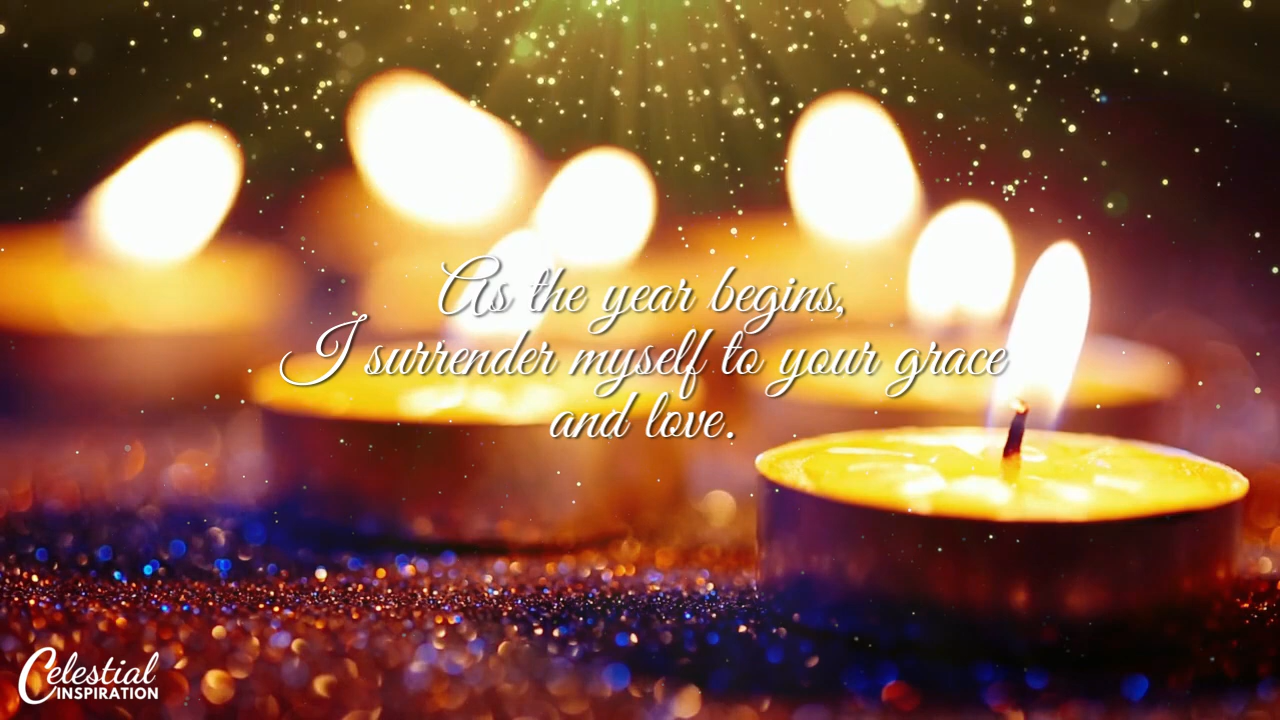 As the year begins,
I surrender myself to your grace
and love.
Celestial
INSPIRATION